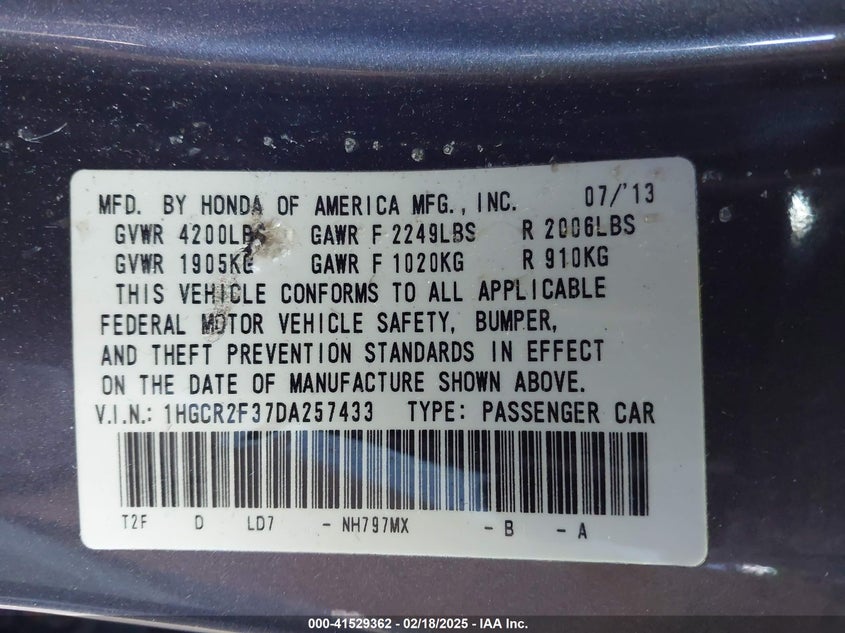 MFD. BY HONDA OF AMERICA MFG., INC. 07/'13
GVWR 4200LBS GAWR F 2249LBS R 2006LBS
GVWR 1905KG GAWR F 1020KG R 910KG
THIS VEHICLE CONFORMS TO ALL APPLICABLE
FEDERAL MOTOR VEHICLE SAFETY, BUMPER,
AND THEFT PREVENTION STANDARDS IN EFFECT
ON THE DATE OF MANUFACTURE SHOWN ABOVE.
V.I.N.: 1HGCR2F37DA257433 TYPE: PASSENGER CAR
T2F D LD7 - NH797MX - B - A
000-41529362 - 02/18/2025 - IAA Inc.